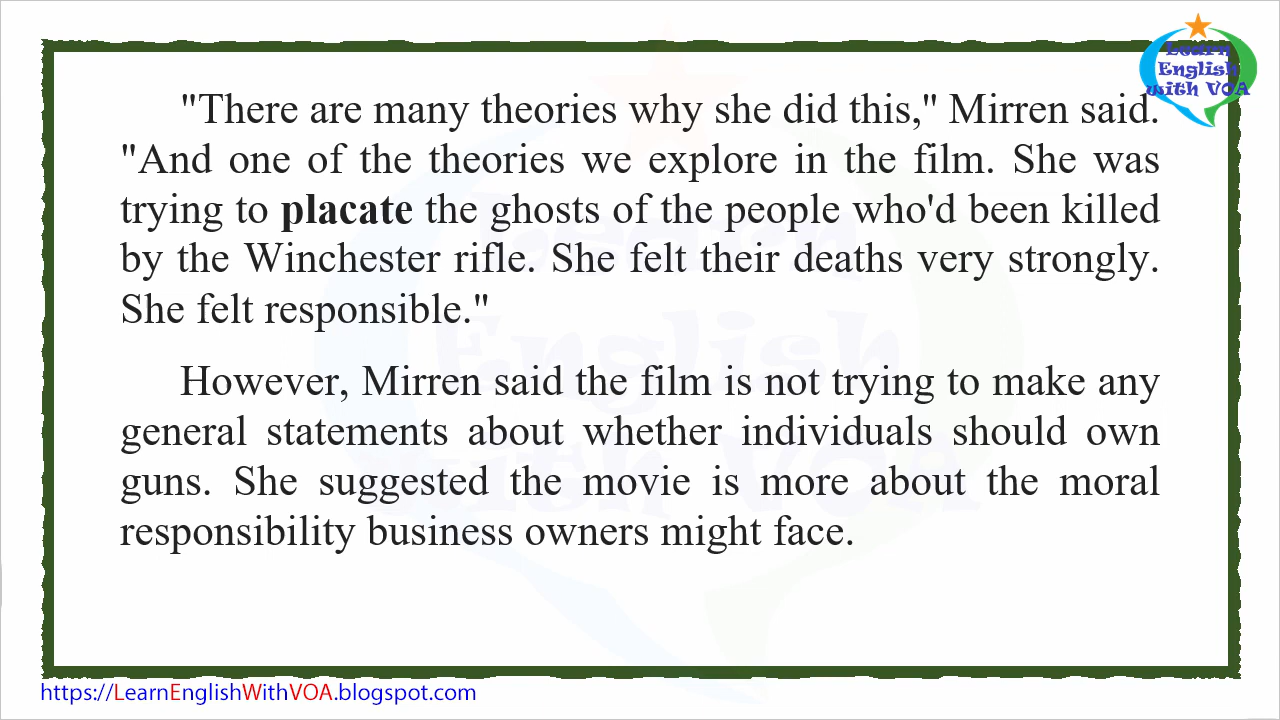 Learn
English
with VOA
"There are many theories why she did this," Mirren said.
"And one of the theories we explore in the film. She was
trying to placate the ghosts of the people who'd been killed
by the Winchester rifle. She felt their deaths very strongly.
She felt responsible."
However, Mirren said the film is not trying to make any
general statements about whether individuals should own
guns. She suggested the movie is more about the moral
responsibility business owners might face.
Learn
English
with VOA
https://LearnEnglishWithVOA.blogspot.com